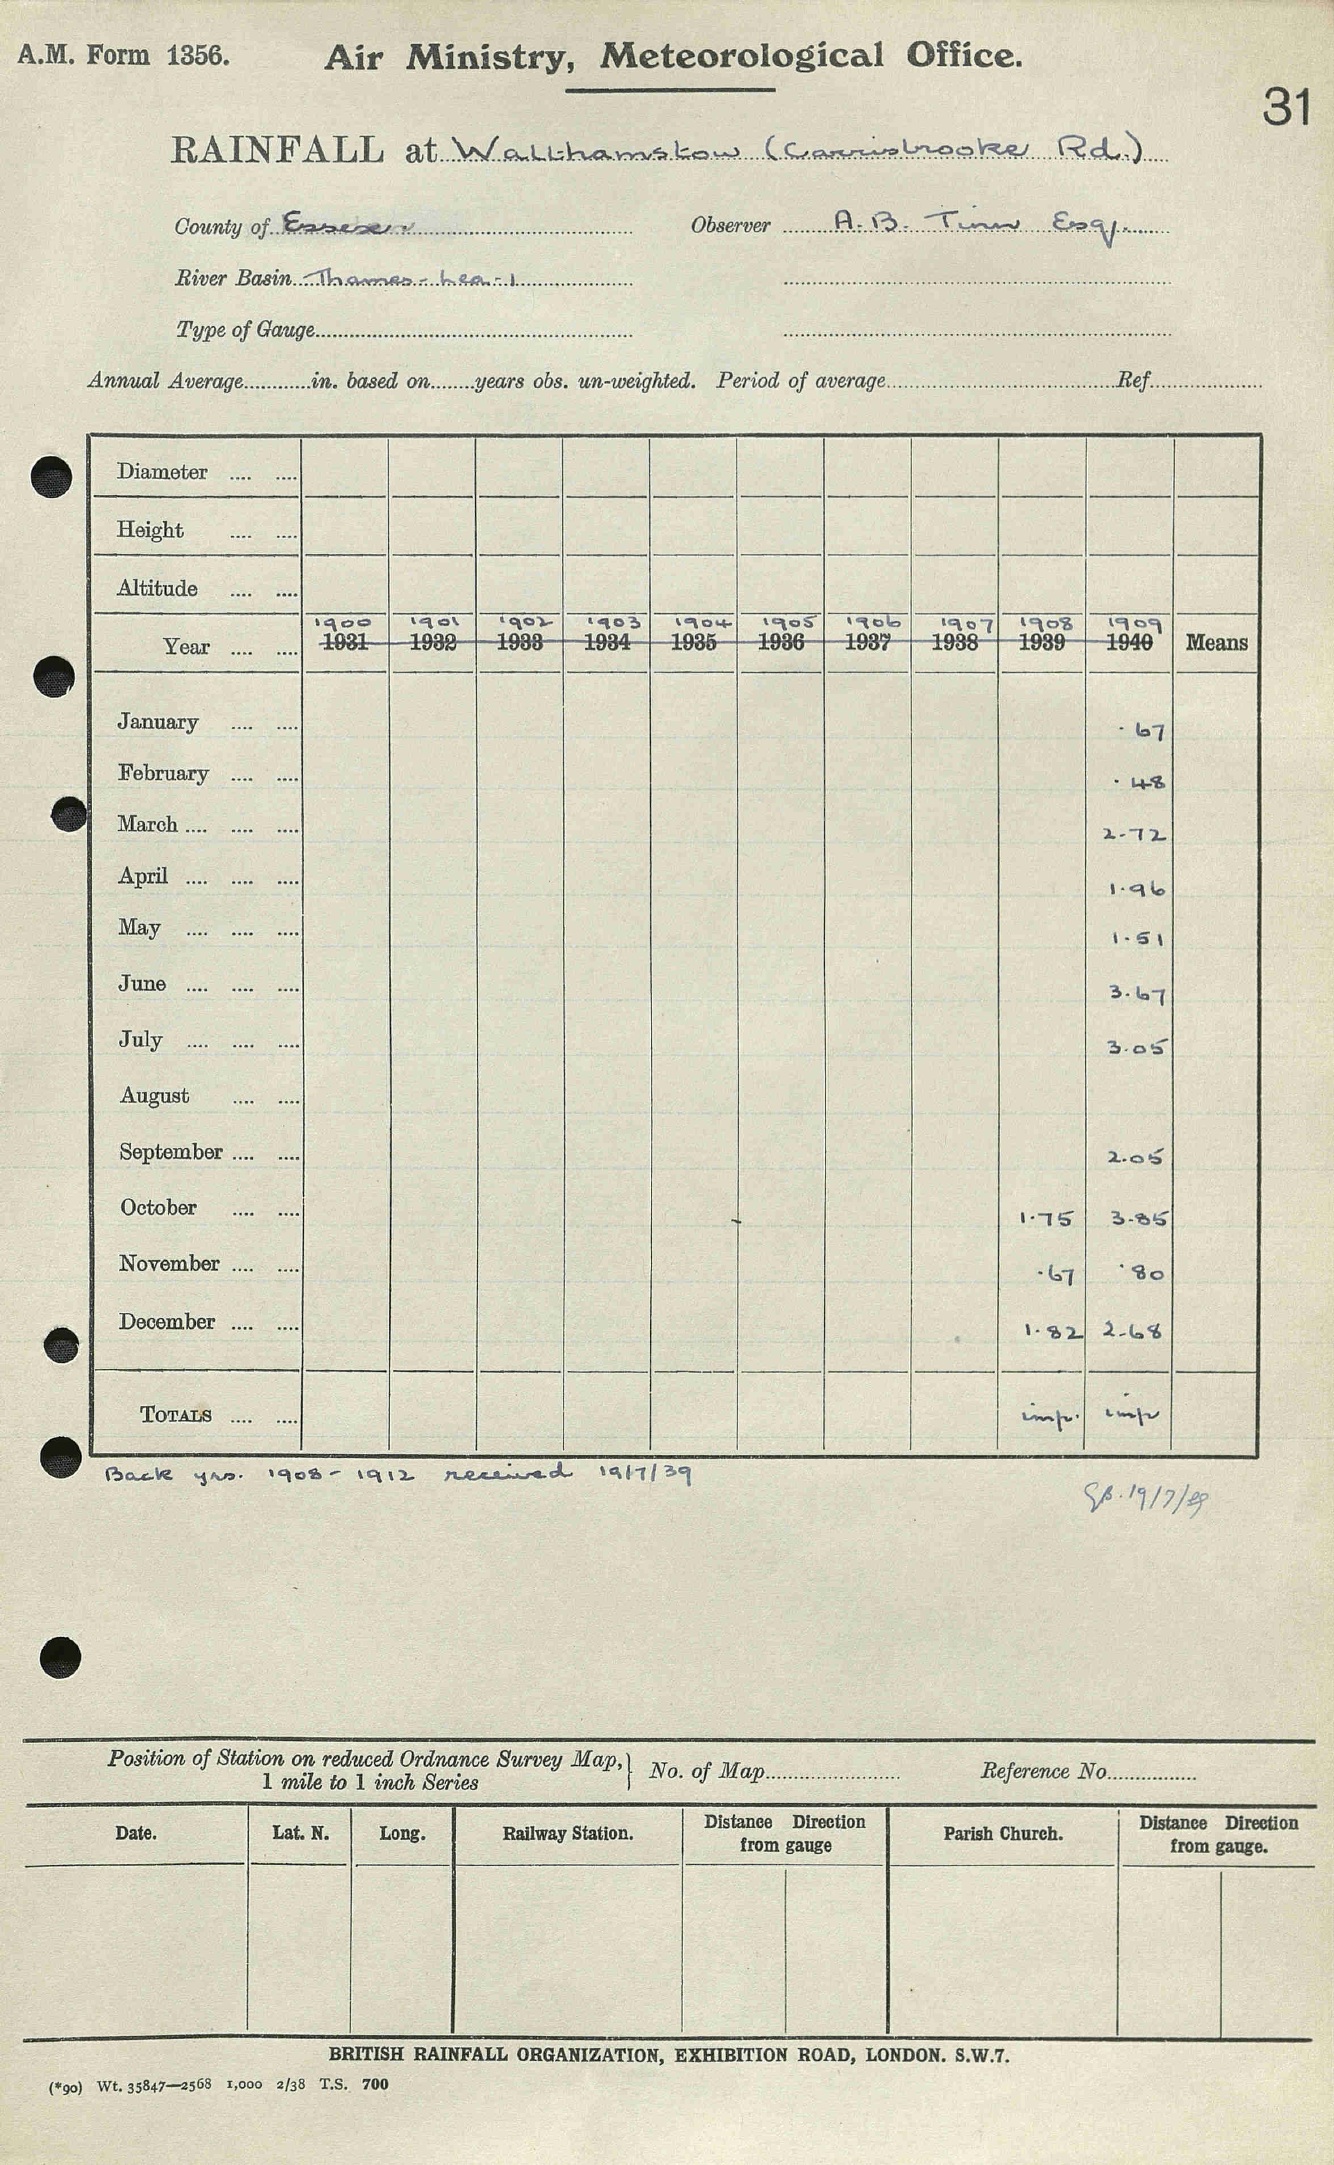 A.M. Form 1356. Air Ministry, Meteorological Office.
31
RAINFALL at Walthamstow (Carrisbrooke Rd.)
County of Essex Observer A.B. Tinn Esq.
River Basin Thames - Lea - 1
Type of Gauge
Annual Average in. based on years obs. un-weighted. Period of average Ref.
Diameter
Height
Altitude
1900 1901 1902 1903 1904 1905 1906 1907 1908 1909
Year 1931 1932 1933 1934 1935 1936 1937 1938 1939 1940 Means
January .67
February .48
March 2.72
April 1.96
May 1.51
June 3.67
July 3.05
August
September 2.05
October 1.75 3.85
November .67 .80
December 1.82 2.68
TOTALS imp. imp
Back yrs. 1908 - 1912 received 19/7/39
19/7/39
Position of Station on reduced Ordnance Survey Map, } No. of Map Reference No.
1 mile to 1 inch Series
Date. Lat. N. Long. Railway Station. Distance Direction from gauge Parish Church. Distance Direction from gauge.
BRITISH RAINFALL ORGANIZATION, EXHIBITION ROAD, LONDON. S.W.7.
(*90) Wt. 35847—2568 1,000 2/38 T.S. 700